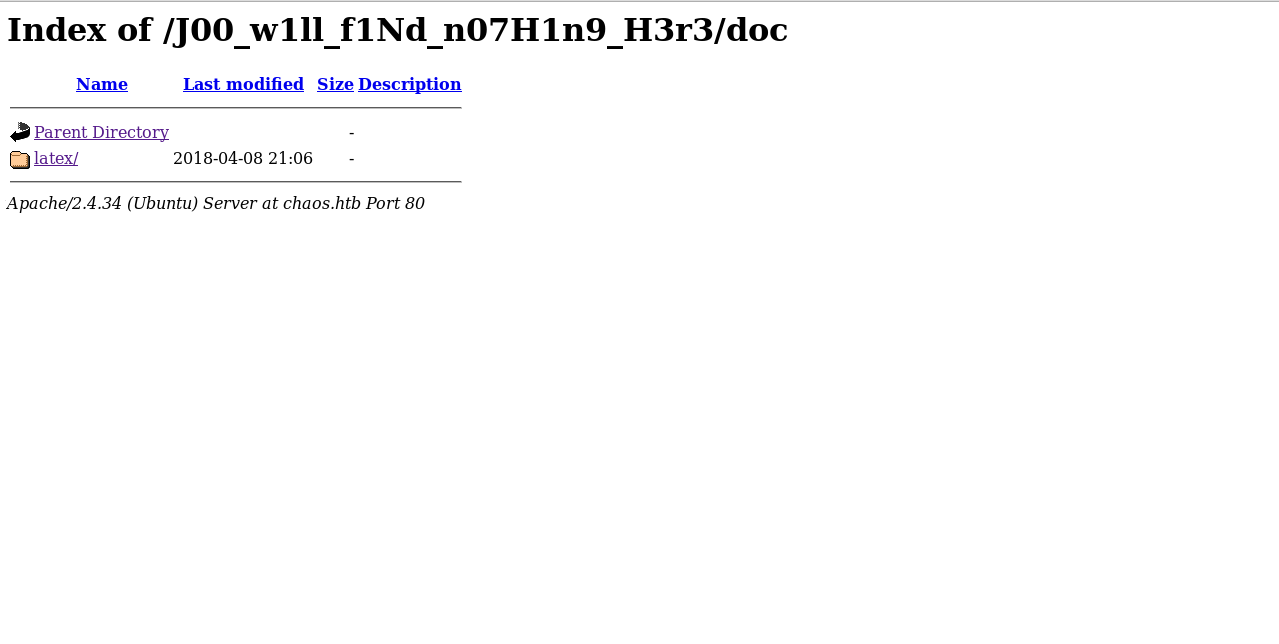 Index of /J00_w1ll_f1Nd_n07H1n9_H3r3/doc
Name Last modified Size Description
Parent Directory -
latex/ 2018-04-08 21:06 -
Apache/2.4.34 (Ubuntu) Server at chaos.htb Port 80